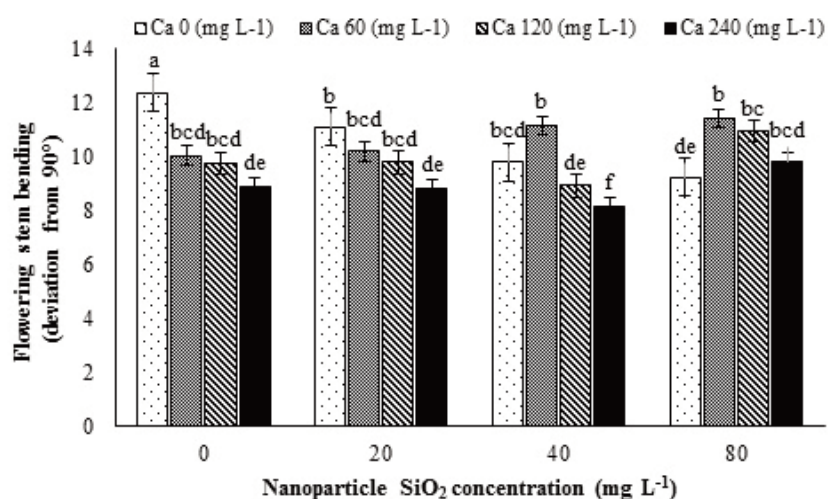 Ca 0 (mg L-1) Ca 60 (mg L-1) Ca 120 (mg L-1) Ca 240 (mg L-1)
Flowering stem bending
(deviation from 90°)
14
12
10
8
6
4
2
0
a
bcd bcd
de
b
bcd bcd
de
bcd
b
de
f
de
b
bc
bcd
0 20 40 80
Nanoparticle SiO₂ concentration (mg L⁻¹)